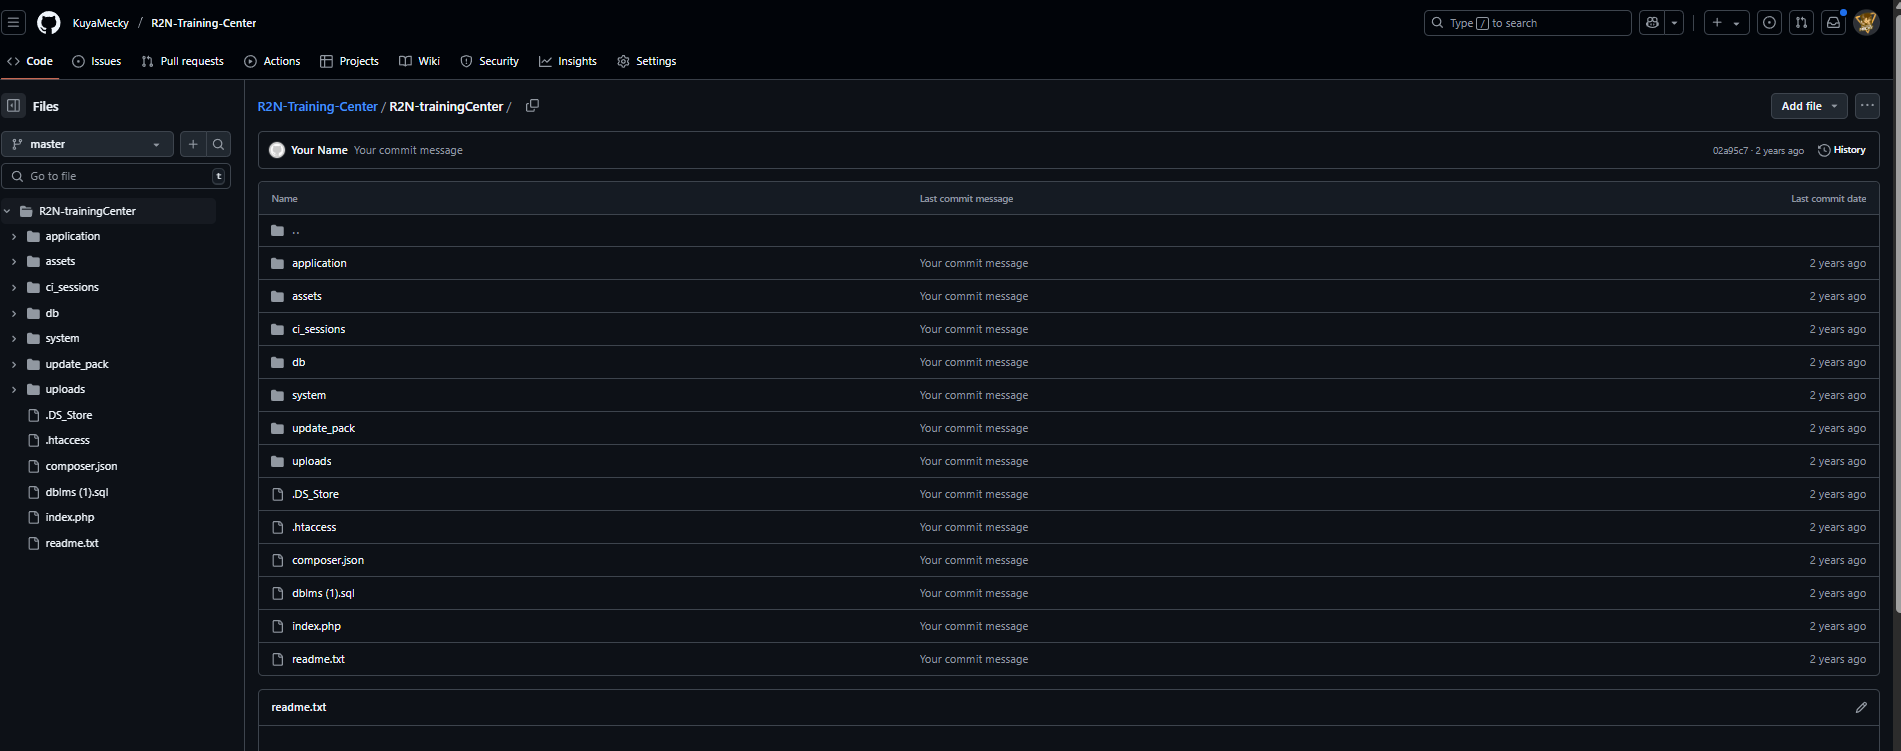 KuyaMecky / R2N-Training-Center
Type / to search
Code Issues Pull requests Actions Projects Wiki Security Insights Settings
Files
master
Go to file t
R2N-trainingCenter
application
assets
ci_sessions
db
system
update_pack
uploads
.DS_Store
.htaccess
composer.json
dblms (1).sql
index.php
readme.txt
R2N-Training-Center / R2N-trainingCenter /
Add file
Your Name Your commit message 02a95c7 · 2 years ago History
Name Last commit message Last commit date
..
application Your commit message 2 years ago
assets Your commit message 2 years ago
ci_sessions Your commit message 2 years ago
db Your commit message 2 years ago
system Your commit message 2 years ago
update_pack Your commit message 2 years ago
uploads Your commit message 2 years ago
.DS_Store Your commit message 2 years ago
.htaccess Your commit message 2 years ago
composer.json Your commit message 2 years ago
dblms (1).sql Your commit message 2 years ago
index.php Your commit message 2 years ago
readme.txt Your commit message 2 years ago
readme.txt